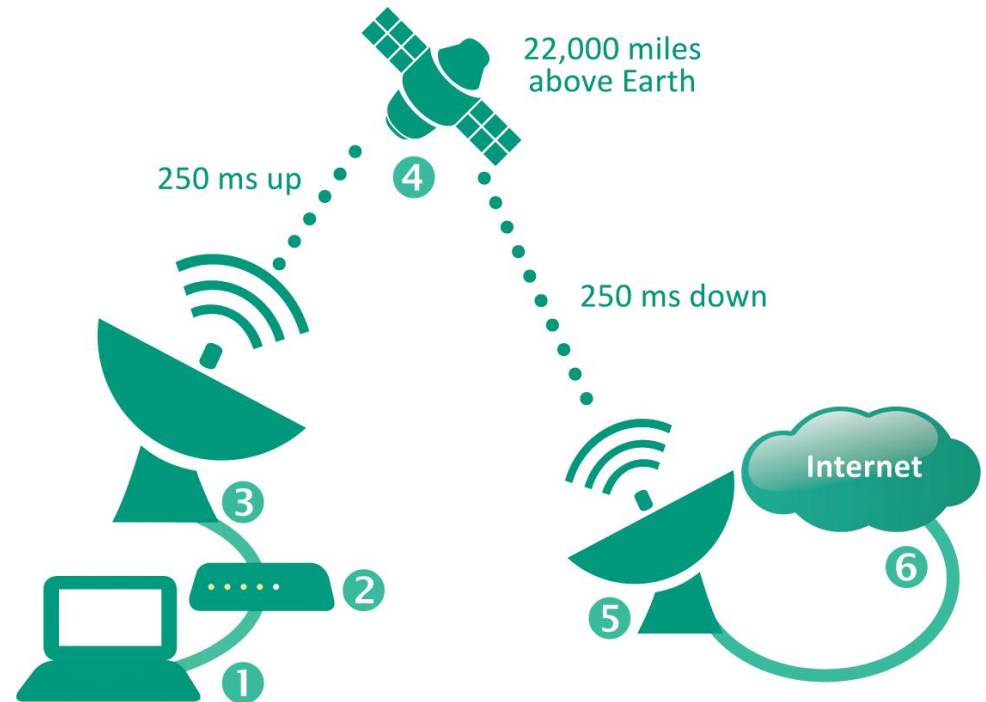 22,000 miles
above Earth
250 ms up
4
250 ms down
Internet
3
2
6
5
1